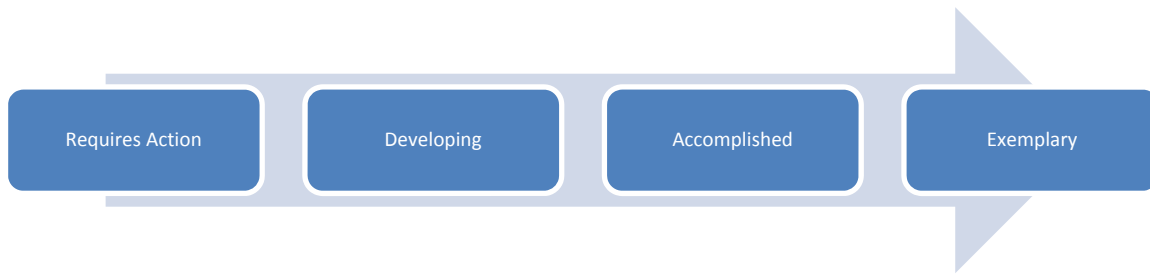 Requires Action
Developing
Accomplished
Exemplary